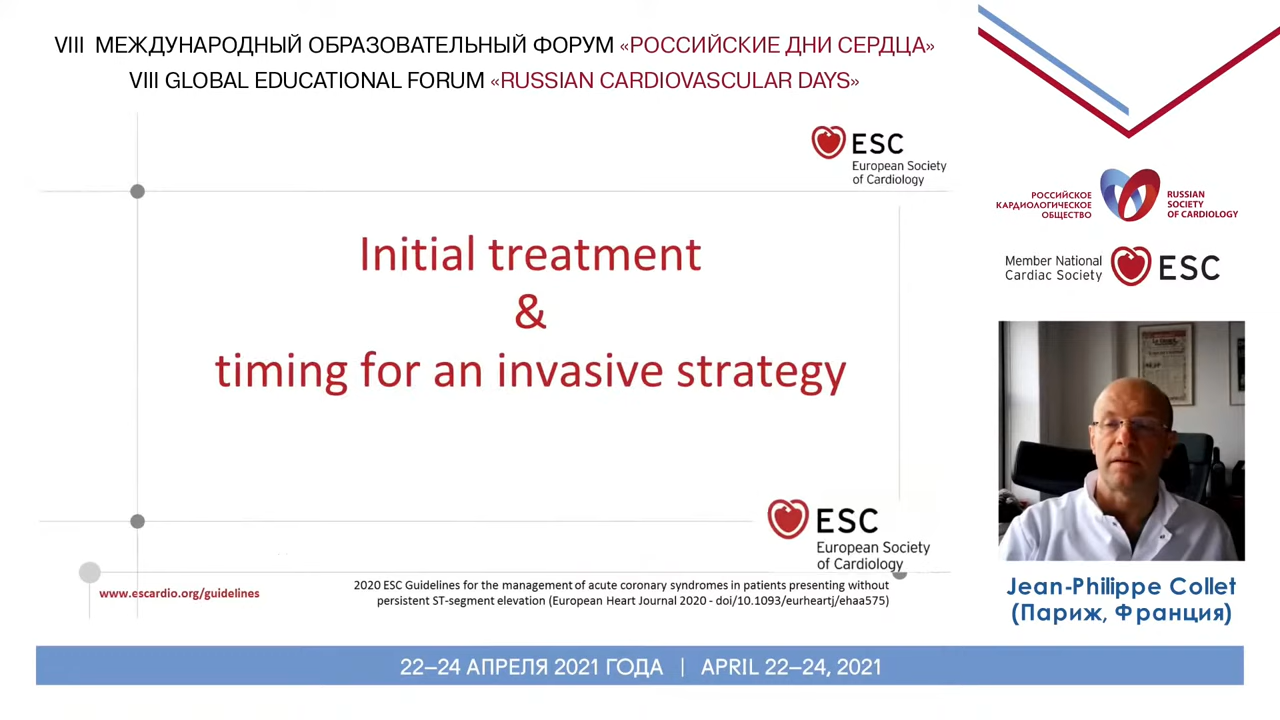 VIII МЕЖДУНАРОДНЫЙ ОБРАЗОВАТЕЛЬНЫЙ ФОРУМ «РОССИЙСКИЕ ДНИ СЕРДЦА»
VIII GLOBAL EDUCATIONAL FORUM «RUSSIAN CARDIOVASCULAR DAYS»
ESC
European Society
of Cardiology
Initial treatment
&
timing for an invasive strategy
ESC
European Society
of Cardiology
www.escardio.org/guidelines
2020 ESC Guidelines for the management of acute coronary syndromes in patients presenting without
persistent ST-segment elevation (European Heart Journal 2020 - doi/10.1093/eurheartj/ehaa575)
РОССИЙСКОЕ
КАРДИОЛОГИЧЕСКОЕ
ОБЩЕСТВО
RUSSIAN
SOCIETY
OF CARDIOLOGY
Member National
Cardiac Society
ESC
Jean-Philippe Collet
(Париж, Франция)
22–24 АПРЕЛЯ 2021 ГОДА | APRIL 22–24, 2021